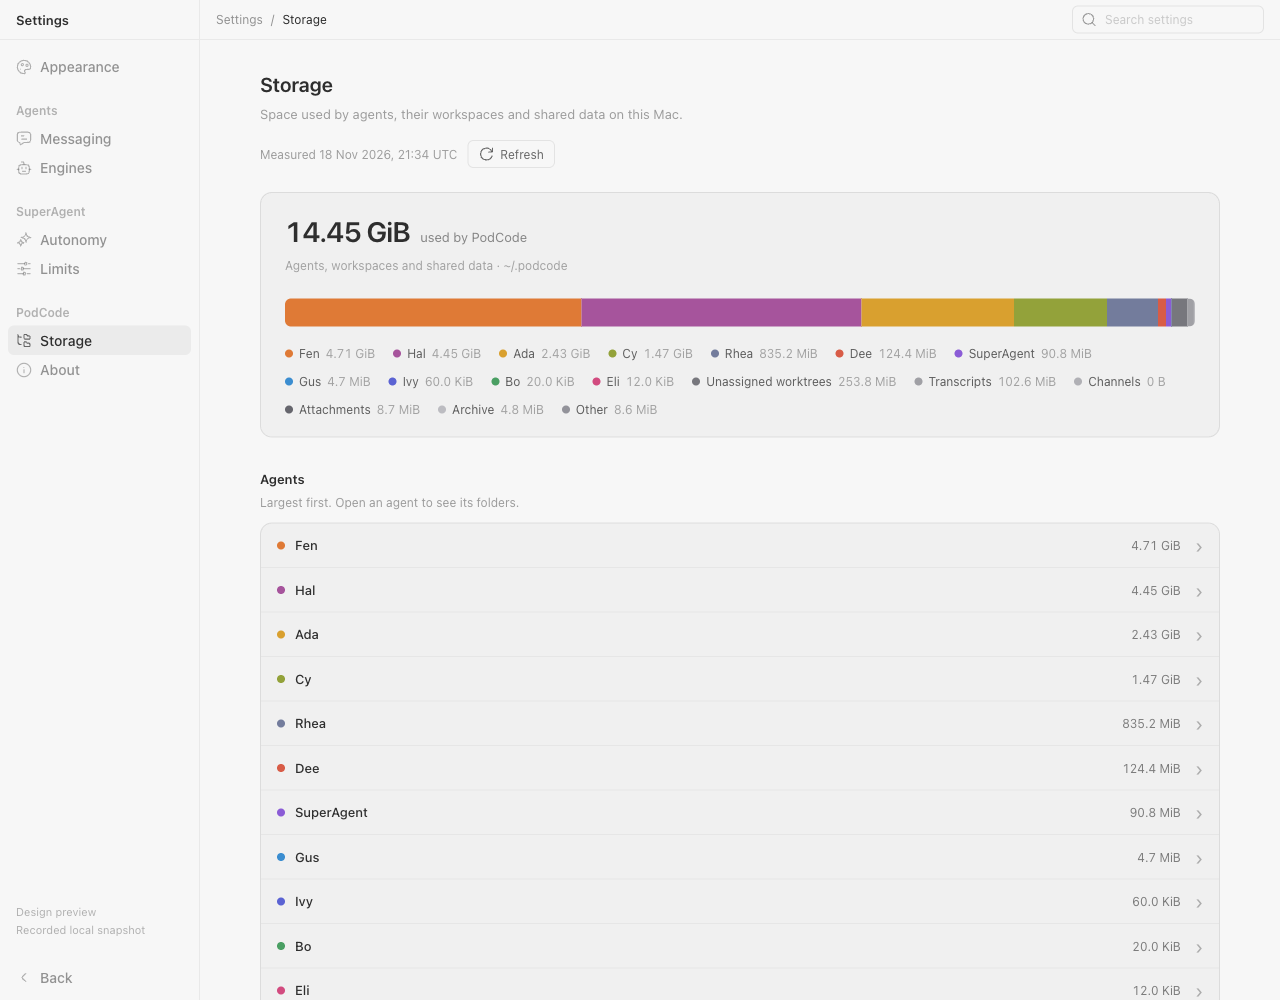 Settings
Settings / Storage
Search settings
Appearance
Agents
Messaging
Engines
SuperAgent
Autonomy
Limits
PodCode
Storage
About
Design preview
Recorded local snapshot
Back
Storage
Space used by agents, their workspaces and shared data on this Mac.
Measured 18 Nov 2026, 21:34 UTC
Refresh
14.45 GiB used by PodCode
Agents, workspaces and shared data · ~/.podcode
Fen 4.71 GiB Hal 4.45 GiB Ada 2.43 GiB Cy 1.47 GiB Rhea 835.2 MiB Dee 124.4 MiB SuperAgent 90.8 MiB
Gus 4.7 MiB Ivy 60.0 KiB Bo 20.0 KiB Eli 12.0 KiB Unassigned worktrees 253.8 MiB Transcripts 102.6 MiB Channels 0 B
Attachments 8.7 MiB Archive 4.8 MiB Other 8.6 MiB
Agents
Largest first. Open an agent to see its folders.
Fen 4.71 GiB
Hal 4.45 GiB
Ada 2.43 GiB
Cy 1.47 GiB
Rhea 835.2 MiB
Dee 124.4 MiB
SuperAgent 90.8 MiB
Gus 4.7 MiB
Ivy 60.0 KiB
Bo 20.0 KiB
Eli 12.0 KiB